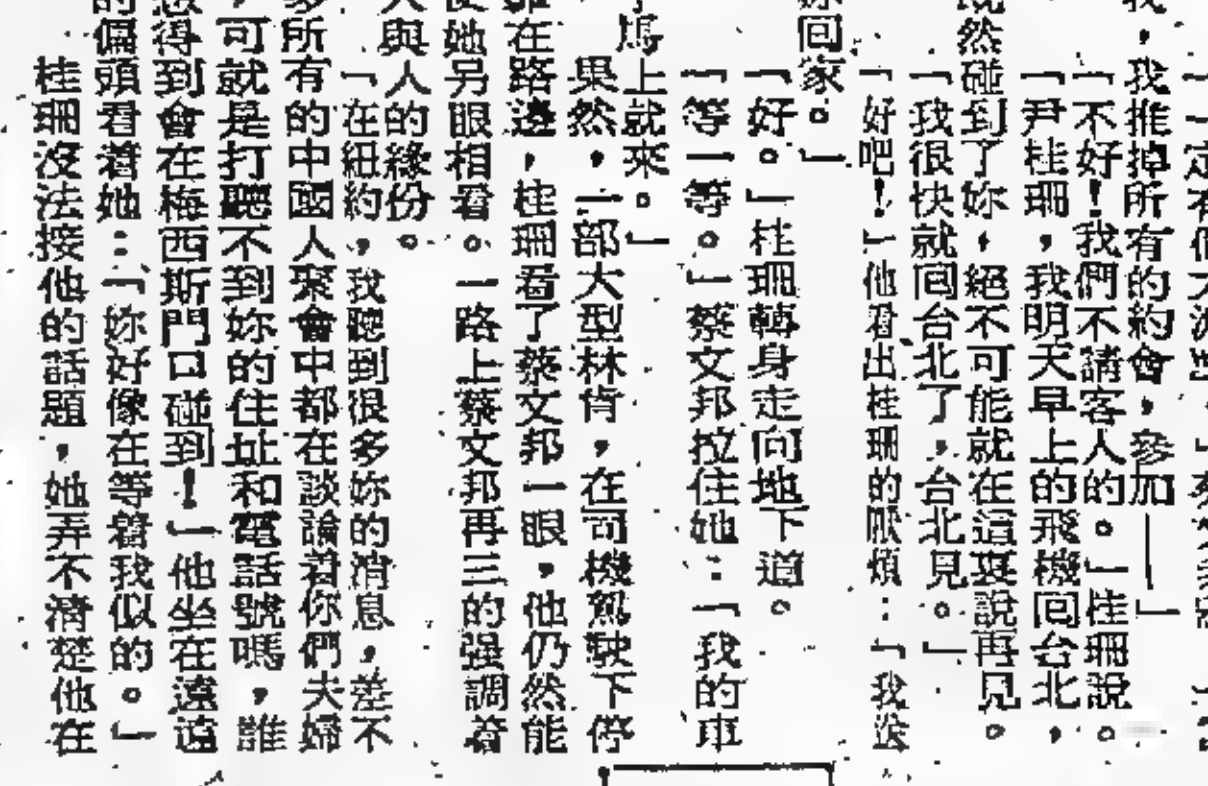 一定有個大派
我，我推掉所有的約會，參加——」
「不好！我們不請客人的。」桂珊說。
「尹桂珊，我明天早上的飛機回台北，
既然碰到了妳，絕不可能就在這裏說再見。
「我很快就回台北了，台北見。」
「好吧！」他看出桂珊的厭煩：「我送
妳回家。」
「好。」桂珊轉身走向地下道。
「等一等。」蔡文邦拉住她：「我的車
子馬上就來。」
果然，一部大型林肯，在司機駕駛下停
在路邊，桂珊看了蔡文邦一眼，他仍然能
使她另眼相看。一路上蔡文邦再三的强調着
人與人的緣份。
「在紐約，我聽到很多妳的消息，差不
多所有的中國人聚會中都在談論着你們夫婦
，可就是打聽不到妳的住址和電話號嗎，誰
想得到會在梅西斯門口碰到！」他坐在遠遠
的偏頭看着她：「妳好像在等着我似的。」
桂珊沒法接他的話題，她弄不清楚他在